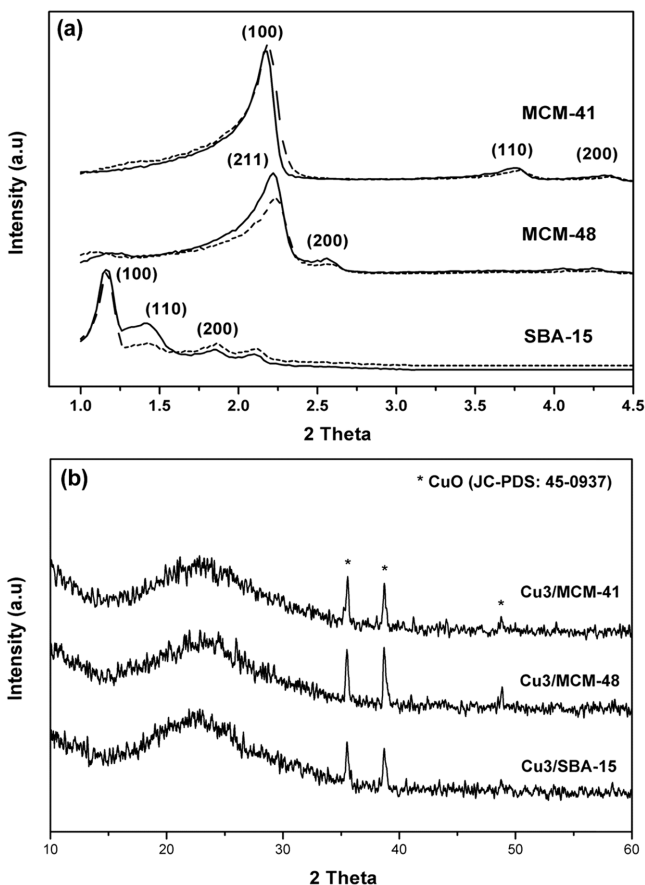 (a)
(100)
MCM-41
(110)
(200)
(211)
MCM-48
(200)
(100)
(110)
(200)
SBA-15
Intensity (a.u)
1.0 1.5 2.0 2.5 3.0 3.5 4.0 4.5
2 Theta
(b)
* CuO (JC-PDS: 45-0937)
* * *
Cu3/MCM-41
Cu3/MCM-48
Cu3/SBA-15
Intensity (a.u)
10 20 30 40 50 60
2 Theta